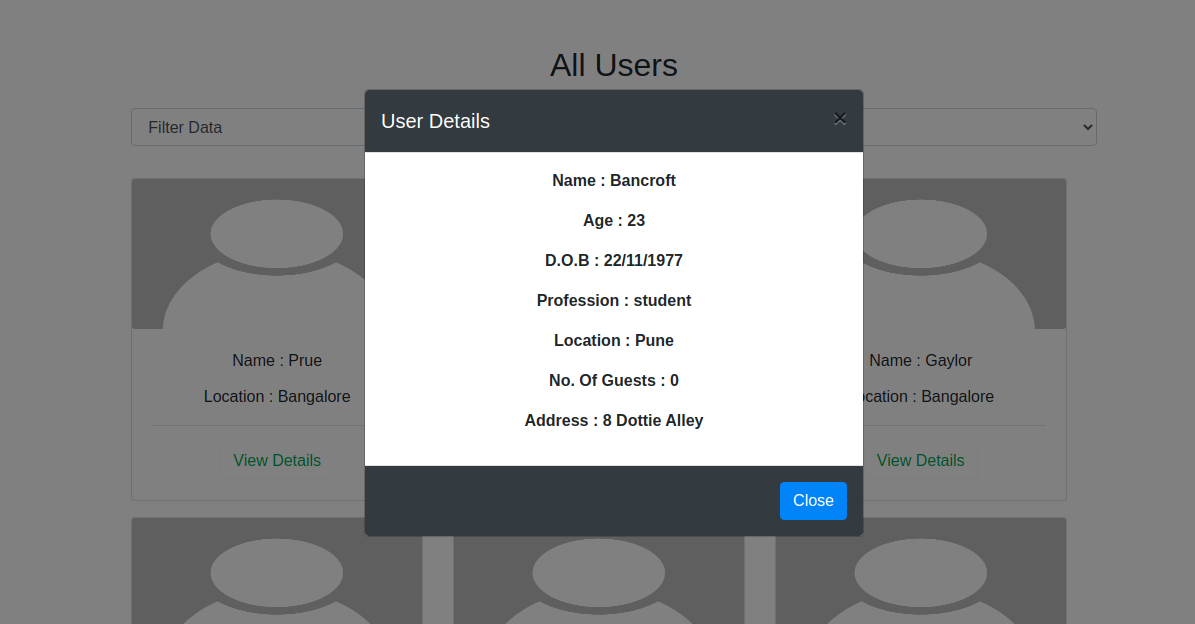 All Users
Filter Data
User Details
×
Name : Bancroft
Age : 23
D.O.B : 22/11/1977
Profession : student
Location : Pune
No. Of Guests : 0
Address : 8 Dottie Alley
Close
Name : Prue
Location : Bangalore
View Details
Name : Gaylor
ocation : Bangalore
View Details